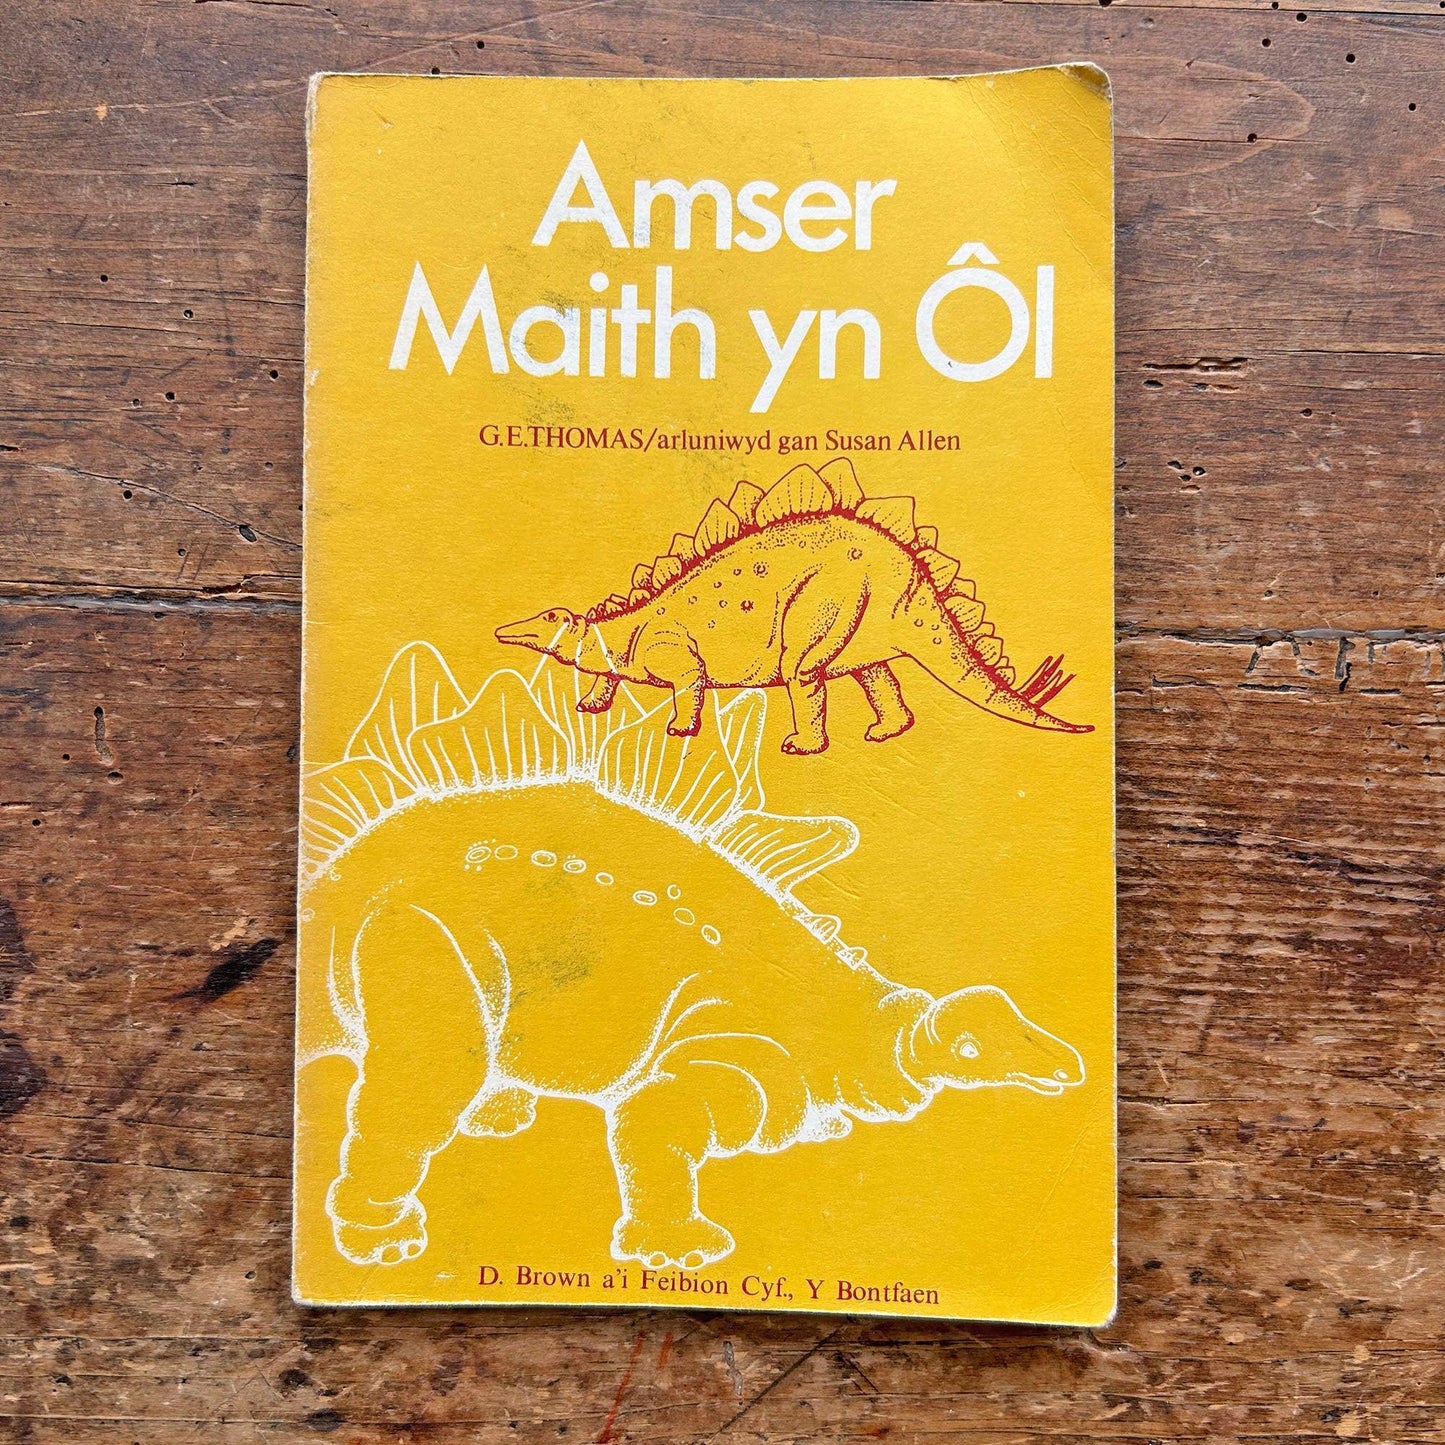 Amser
Maith yn Ôl
G.E.THOMAS/arluniwyd gan Susan Allen
D. Brown a'i Feibion Cyf., Y Bontfaen